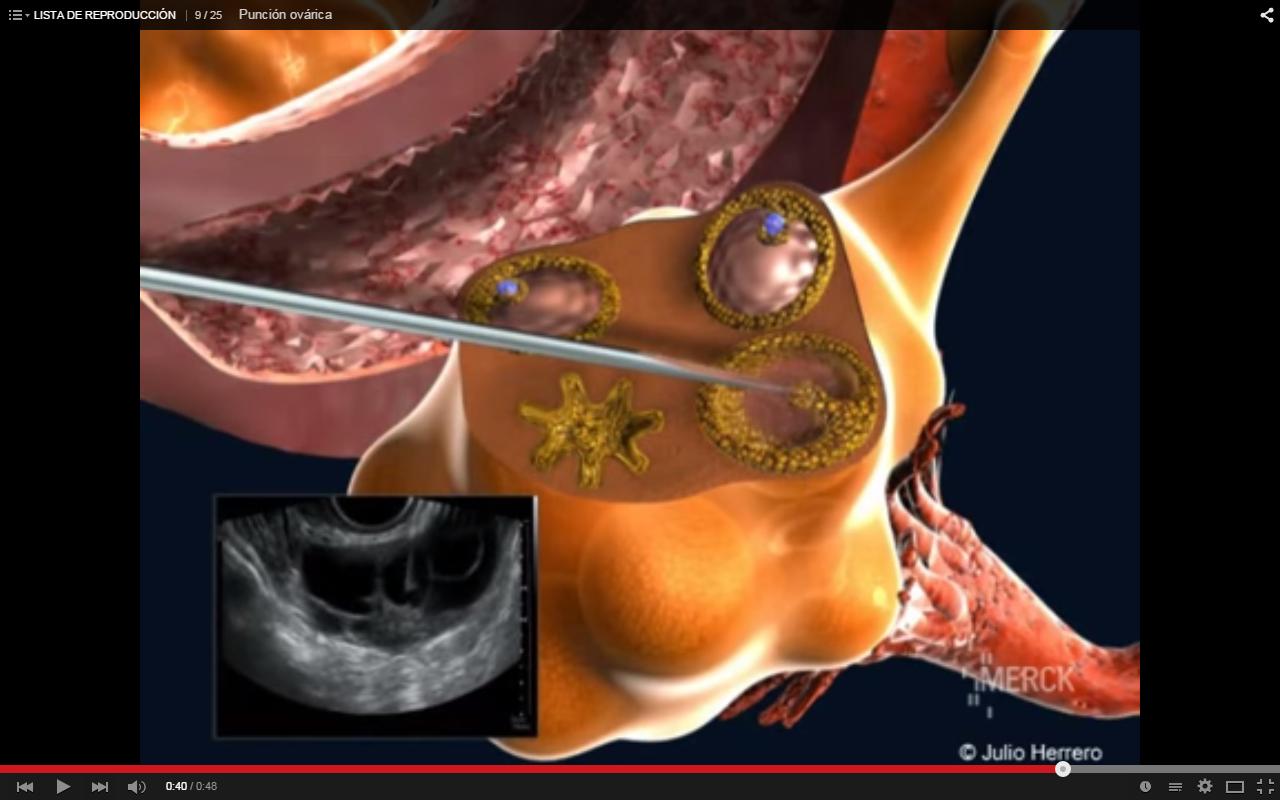 LISTA DE REPRODUCCIÓN | 9 / 25 Punción ovárica
MERCK
© Julio Herrero
0:40 / 0:48